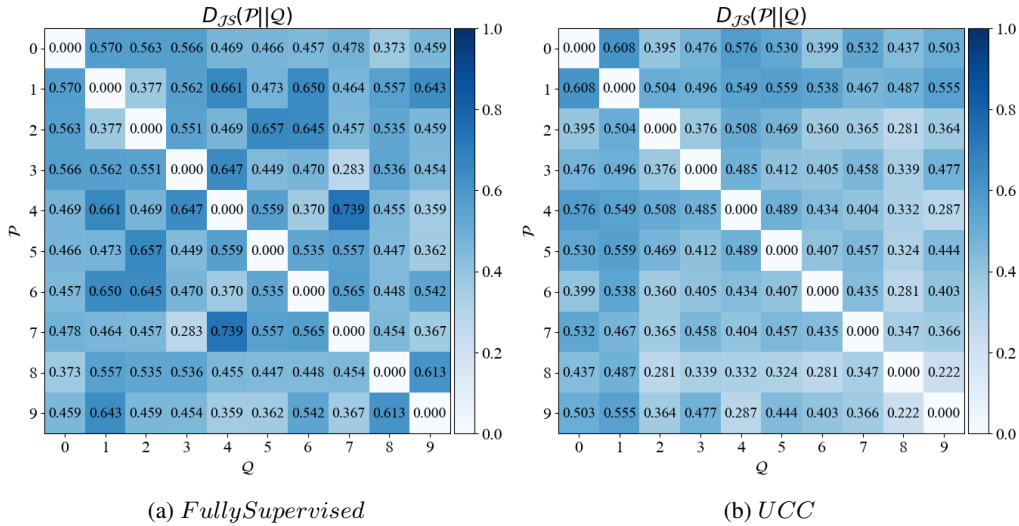 D_JS(P||Q)
0 0.000 0.570 0.563 0.566 0.469 0.466 0.457 0.478 0.373 0.459
1 0.570 0.000 0.377 0.562 0.661 0.473 0.650 0.464 0.557 0.643
2 0.563 0.377 0.000 0.551 0.469 0.657 0.645 0.457 0.535 0.459
3 0.566 0.562 0.551 0.000 0.647 0.449 0.470 0.283 0.536 0.454
4 0.469 0.661 0.469 0.647 0.000 0.559 0.370 0.739 0.455 0.359
5 0.466 0.473 0.657 0.449 0.559 0.000 0.535 0.557 0.447 0.362
6 0.457 0.650 0.645 0.470 0.370 0.535 0.000 0.565 0.448 0.542
7 0.478 0.464 0.457 0.283 0.739 0.557 0.565 0.000 0.454 0.367
8 0.373 0.557 0.535 0.536 0.455 0.447 0.448 0.454 0.000 0.613
9 0.459 0.643 0.459 0.454 0.359 0.362 0.542 0.367 0.613 0.000
0 1 2 3 4 5 6 7 8 9
P
Q
1.0
0.8
0.6
0.4
0.2
0.0
(a) FullySupervised
D_JS(P||Q)
0 0.000 0.608 0.395 0.476 0.576 0.530 0.399 0.532 0.437 0.503
1 0.608 0.000 0.504 0.496 0.549 0.559 0.538 0.467 0.487 0.555
2 0.395 0.504 0.000 0.376 0.508 0.469 0.360 0.365 0.281 0.364
3 0.476 0.496 0.376 0.000 0.485 0.412 0.405 0.458 0.339 0.477
4 0.576 0.549 0.508 0.485 0.000 0.489 0.434 0.404 0.332 0.287
5 0.530 0.559 0.469 0.412 0.489 0.000 0.407 0.457 0.324 0.444
6 0.399 0.538 0.360 0.405 0.434 0.407 0.000 0.435 0.281 0.403
7 0.532 0.467 0.365 0.458 0.404 0.457 0.435 0.000 0.347 0.366
8 0.437 0.487 0.281 0.339 0.332 0.324 0.281 0.347 0.000 0.222
9 0.503 0.555 0.364 0.477 0.287 0.444 0.403 0.366 0.222 0.000
0 1 2 3 4 5 6 7 8 9
P
Q
1.0
0.8
0.6
0.4
0.2
0.0
(b) UCC